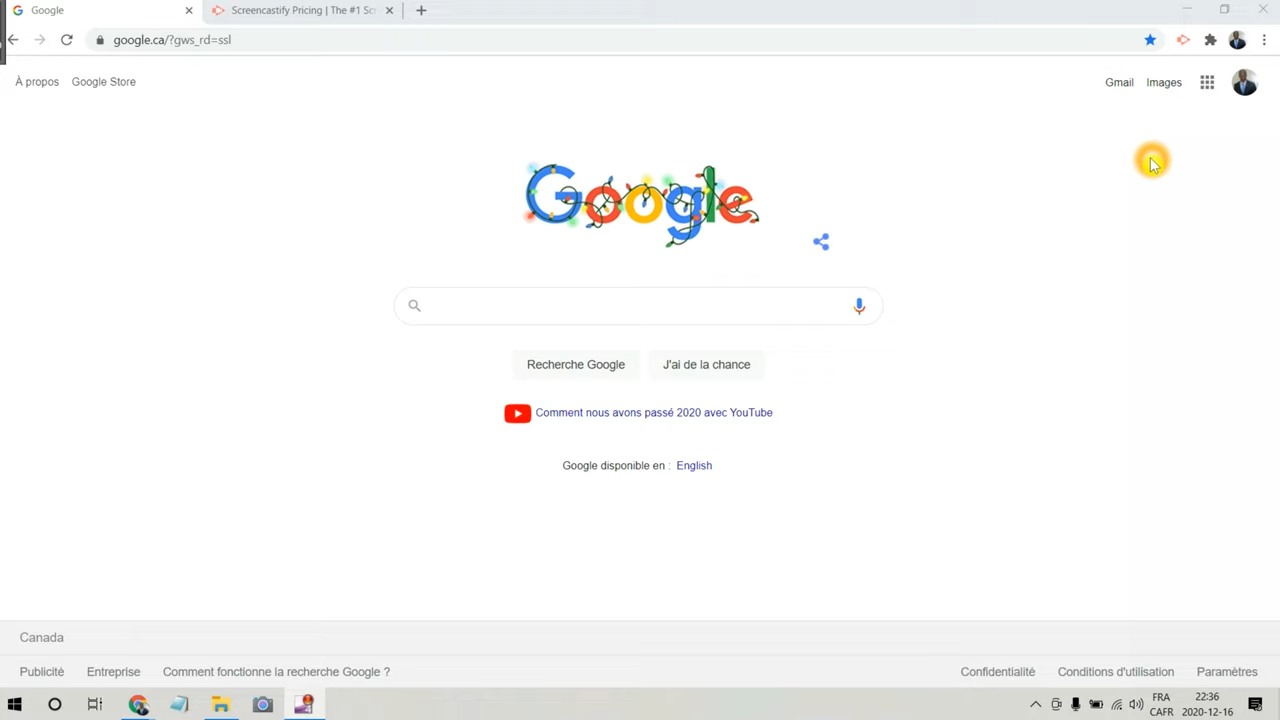 Google
Screencastify Pricing | The #1 Scr
google.ca/?gws_rd=ssl
À propos Google Store
Gmail Images
Google
Recherche Google J'ai de la chance
Comment nous avons passé 2020 avec YouTube
Google disponible en : English
Canada
Publicité Entreprise Comment fonctionne la recherche Google ?
Confidentialité Conditions d'utilisation Paramètres
FRA 22:36
CAFR 2020-12-16